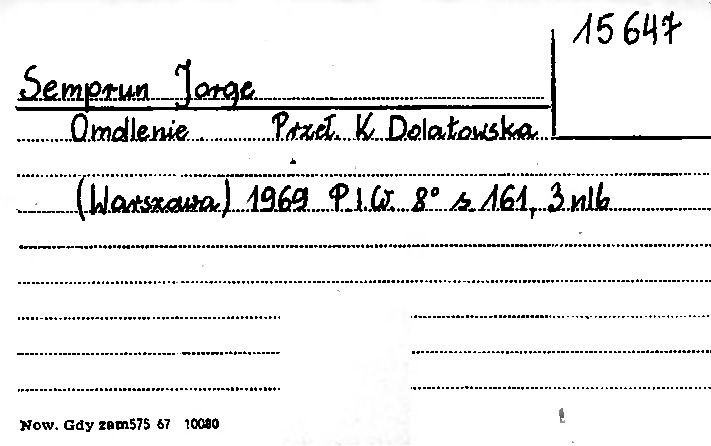 15647
Semprun Jorge
Omdlenie. Przeł. K Dolatowska
(Warszawa) 1969 P.I.W. 8° s. 161, 3 nlb
Now. Gdy zam575 67 10080